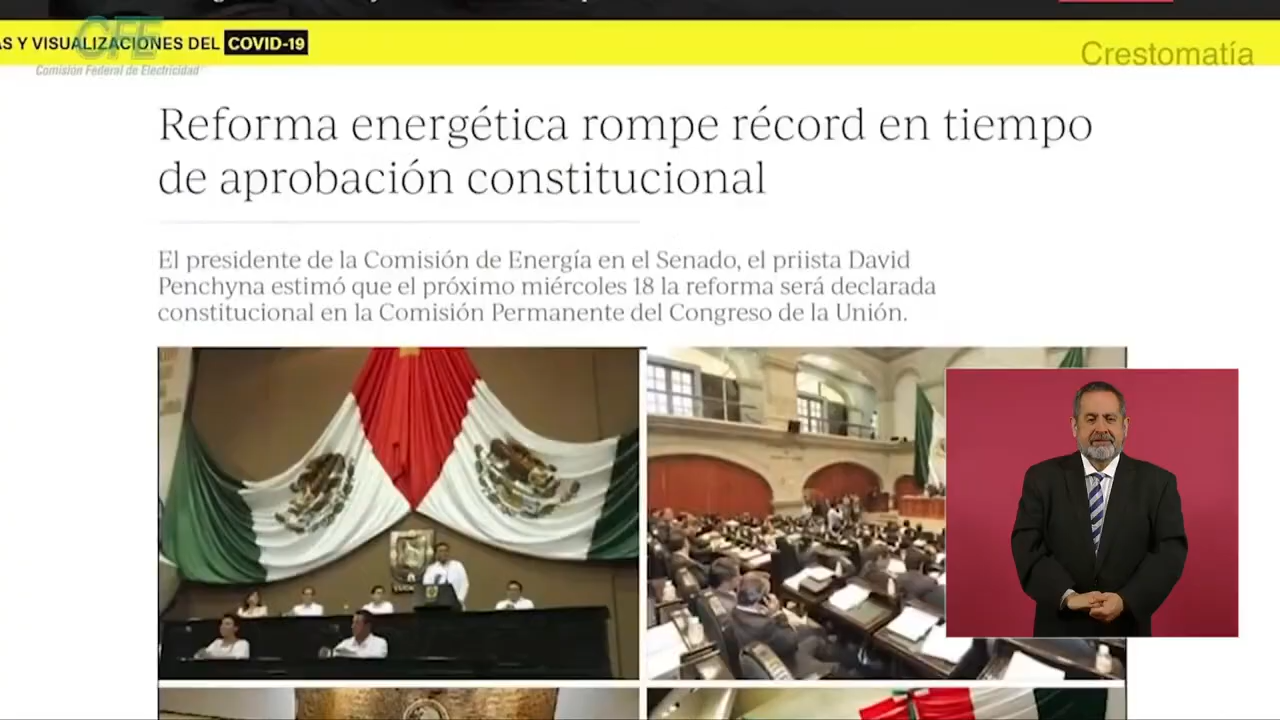 AS Y VISUALIZACIONES DEL COVID-19
CFE
Comisión Federal de Electricidad
Crestomatía
Reforma energética rompe récord en tiempo
de aprobación constitucional
El presidente de la Comisión de Energía en el Senado, el priista David
Penchyna estimó que el próximo miércoles 18 la reforma será declarada
constitucional en la Comisión Permanente del Congreso de la Unión.